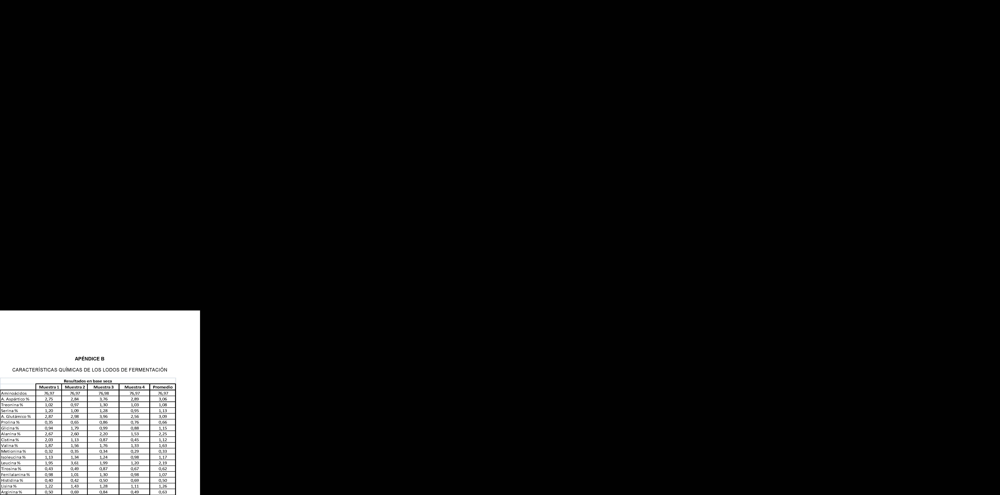 APÉNDICE B
CARACTERÍSTICAS QUÍMICAS DE LOS LODOS DE FERMENTACIÓN
Resultados en base seca
Muestra 1 Muestra 2 Muestra 3 Muestra 4 Promedio
Aminoácidos 76,97 76,97 76,98 76,97 76,97
A. Aspártico % 2,75 2,84 3,76 2,89 3,06
Treonina % 1,02 0,97 1,30 1,03 1,08
Serina % 1,20 1,09 1,28 0,95 1,13
A. Glutámico % 2,87 2,98 3,96 2,56 3,09
Prolina % 0,35 0,65 0,86 0,76 0,66
Glicina % 0,94 1,79 0,99 0,88 1,15
Alanina % 2,67 2,60 2,20 1,53 2,25
Cistina % 2,03 1,13 0,87 0,45 1,12
Valina % 1,87 1,56 1,76 1,33 1,63
Metionina % 0,32 0,35 0,34 0,29 0,33
Isoleucina % 1,13 1,34 1,24 0,98 1,17
Leucina % 1,95 3,61 1,99 1,20 2,19
Tirosina % 0,43 0,49 0,87 0,67 0,62
Fenilalanina % 0,98 1,01 1,30 0,98 1,07
Histidina % 0,40 0,42 0,50 0,69 0,50
Lisina % 1,22 1,43 1,28 1,11 1,26
Arginina % 0,50 0,69 0,84 0,49 0,63